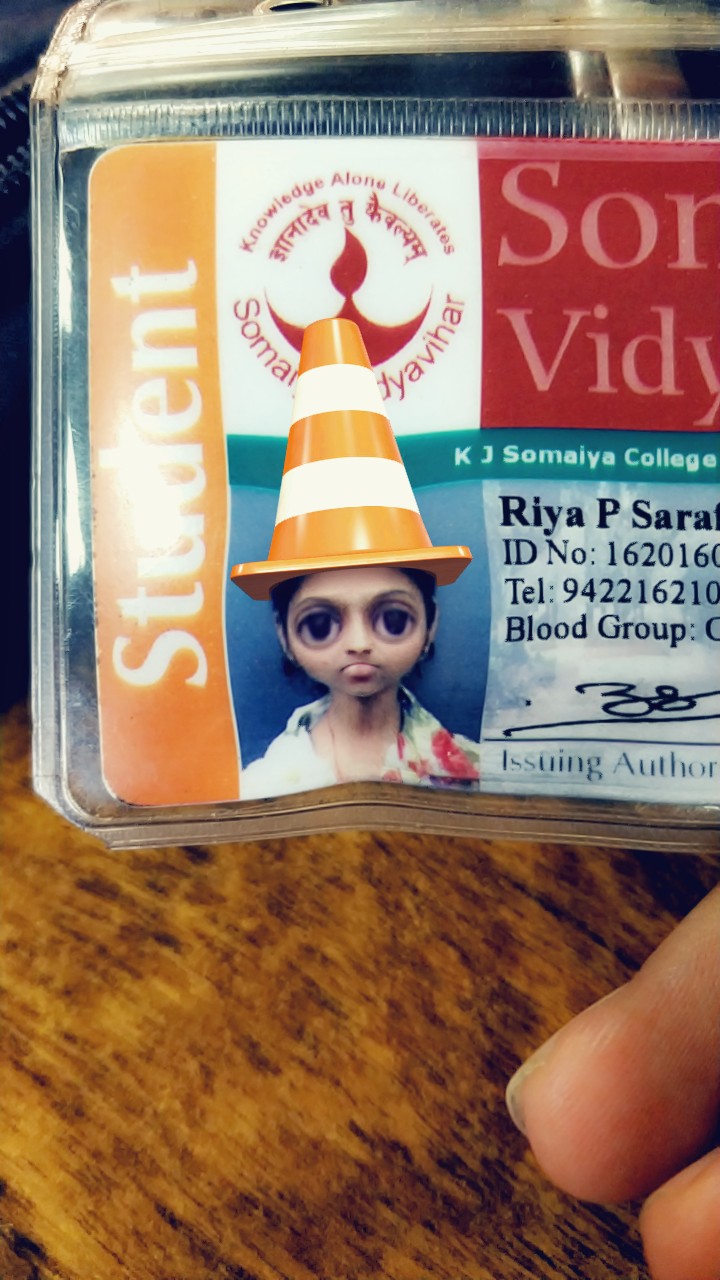 Student
Knowledge Alone Liberates
ज्ञानादेव तु कैवल्यम्
Som
Vidy
K J Somaiya College
Riya P Saraf
ID No: 1620160
Tel: 942216210
Blood Group:
Issuing Author